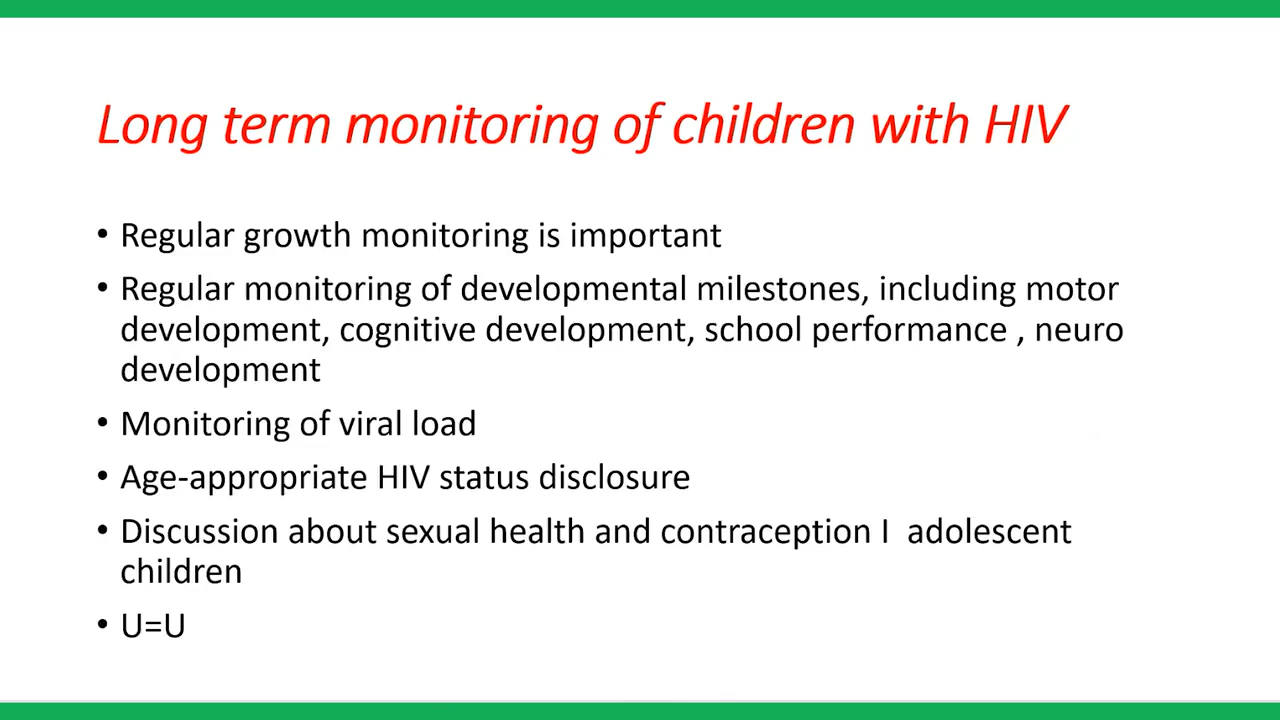 Long term monitoring of children with HIV
• Regular growth monitoring is important
• Regular monitoring of developmental milestones, including motor
development, cognitive development, school performance , neuro
development
• Monitoring of viral load
• Age-appropriate HIV status disclosure
• Discussion about sexual health and contraception I  adolescent
children
• U=U